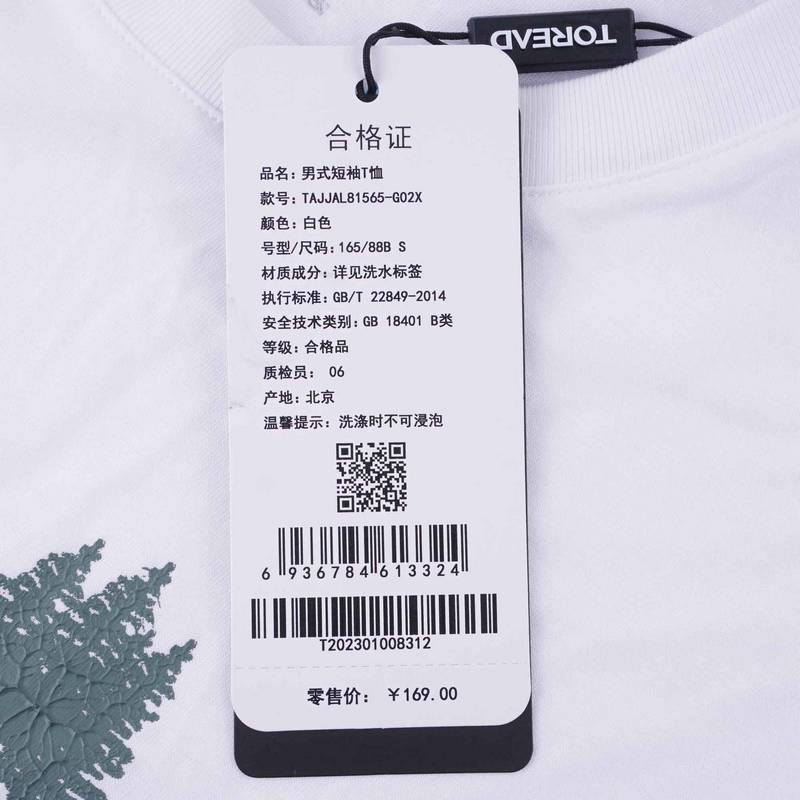 TOREAD
合格证
品名: 男式短袖T恤
款号: TAJJAL81565-G02X
颜色: 白色
号型/尺码: 165/88B S
材质成分: 详见洗水标签
执行标准: GB/T 22849-2014
安全技术类别: GB 18401 B类
等级: 合格品
质检员: 06
产地: 北京
温馨提示: 洗涤时不可浸泡
6 936784 613324
T202301008312
零售价: ￥169.00